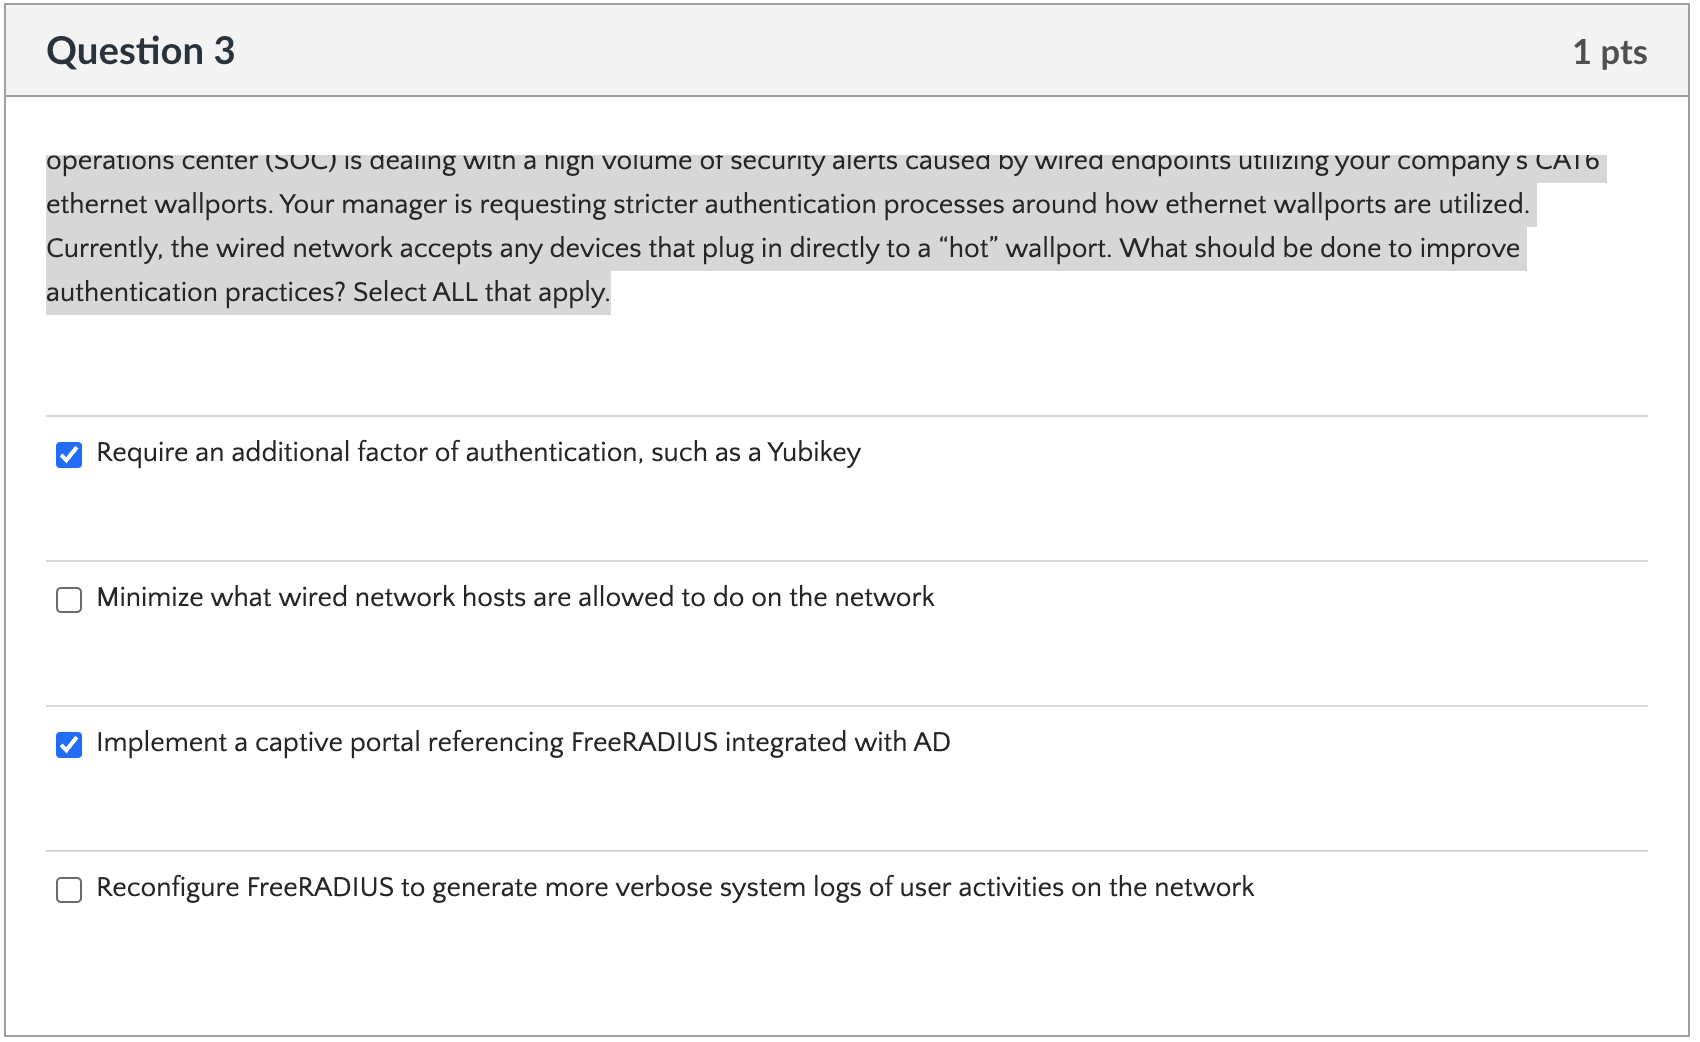 Question 3
1 pts
operations center (SOC) is dealing with a high volume of security alerts caused by wired endpoints utilizing your company's CAT6
ethernet wallports. Your manager is requesting stricter authentication processes around how ethernet wallports are utilized.
Currently, the wired network accepts any devices that plug in directly to a “hot” wallport. What should be done to improve
authentication practices? Select ALL that apply.
Require an additional factor of authentication, such as a Yubikey
Minimize what wired network hosts are allowed to do on the network
Implement a captive portal referencing FreeRADIUS integrated with AD
Reconfigure FreeRADIUS to generate more verbose system logs of user activities on the network